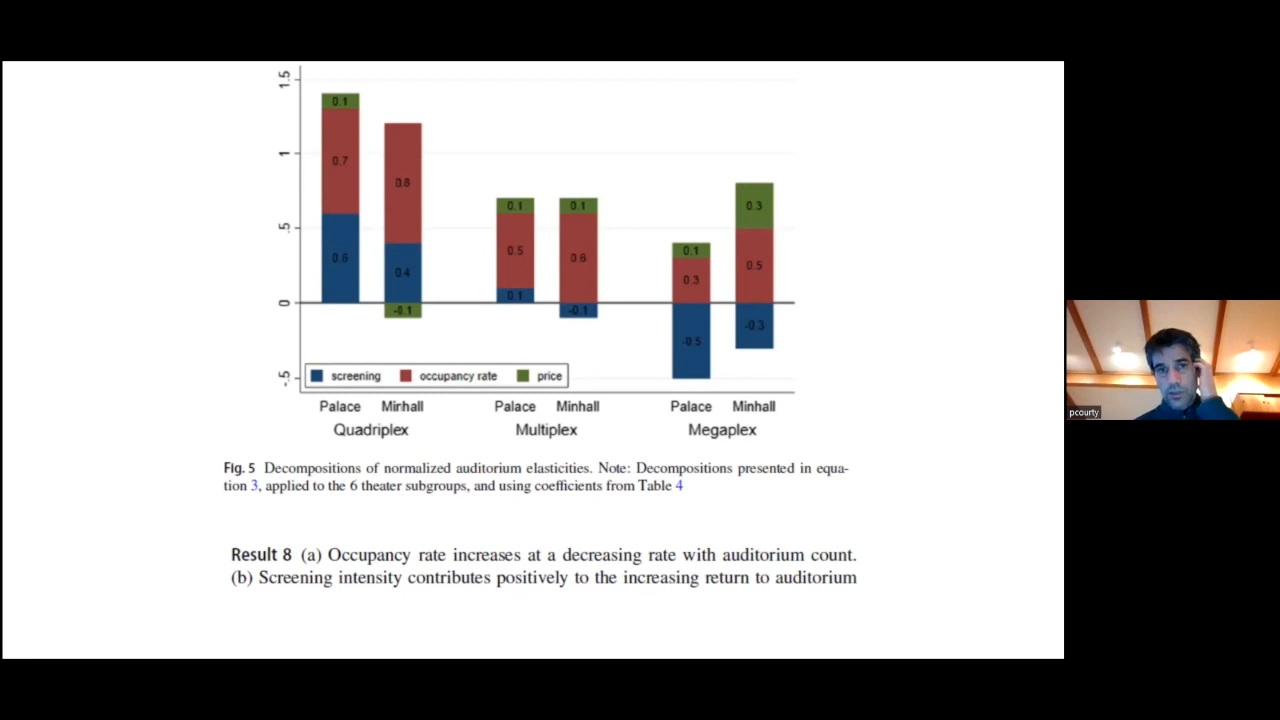 1.5
0.1
0.7
0.8
1
0.1
0.1
0.3
.5
0.5
0.6
0.1
0.5
0.6
0.4
0.3
0
0.1
-0.1
-0.1
-0.5
-0.3
-.5
screening occupancy rate price
Palace Minhall Palace Minhall Palace Minhall
Quadriplex Multiplex Megaplex
Fig. 5 Decompositions of normalized auditorium elasticities. Note: Decompositions presented in equa-
tion 3, applied to the 6 theater subgroups, and using coefficients from Table 4
Result 8 (a) Occupancy rate increases at a decreasing rate with auditorium count.
(b) Screening intensity contributes positively to the increasing return to auditorium
pcourty